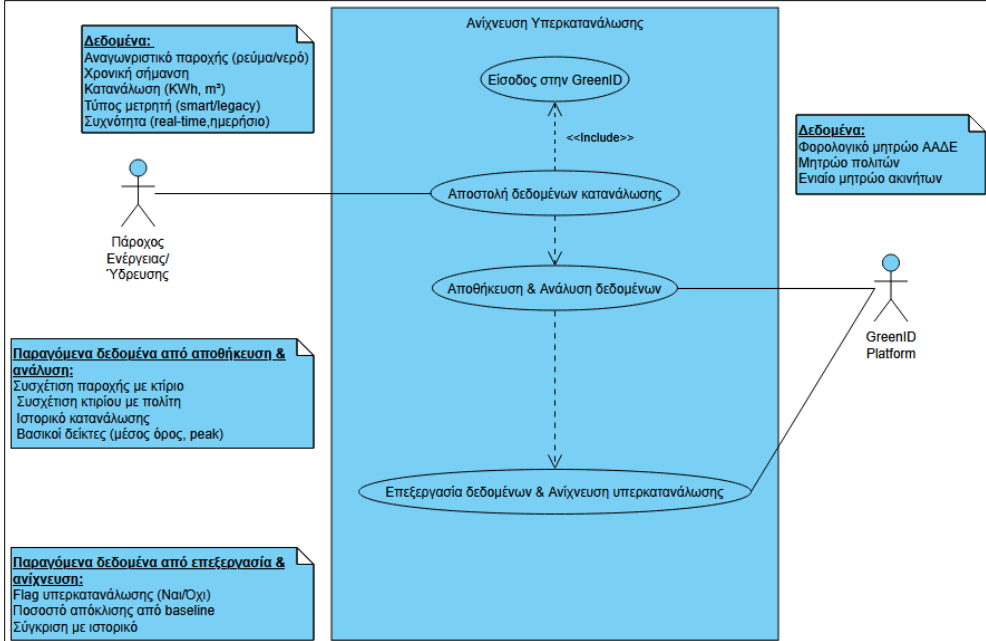 Ανίχνευση Υπερκατανάλωσης
Δεδομένα:
Αναγωνριστικό παροχής (ρεύμα/νερό)
Χρονική σήμανση
Κατανάλωση (KWh, m³)
Τύπος μετρητή (smart/legacy)
Συχνότητα (real-time,ημερήσιο)
Είσοδος στην GreenID
<<Include>>
Δεδομένα:
Φορολογικό μητρώο ΑΑΔΕ
Μητρώο πολιτών
Ενιαίο μητρώο ακινήτων
Αποστολή δεδομένων κατανάλωσης
Πάροχος
Ενέργειας/
Ύδρευσης
Αποθήκευση & Ανάλυση δεδομένων
GreenID
Platform
Παραγόμενα δεδομένα από αποθήκευση &
ανάλυση:
Συσχέτιση παροχής με κτίριο
Συσχέτιση κτιρίου με πολίτη
Ιστορικό κατανάλωσης
Βασικοί δείκτες (μέσος όρος, peak)
Επεξεργασία δεδομένων & Ανίχνευση υπερκατανάλωσης
Παραγόμενα δεδομένα από επεξεργασία &
ανίχνευση:
Flag υπερκατανάλωσης (Ναι/Όχι)
Ποσοστό απόκλισης από baseline
Σύγκριση με ιστορικό